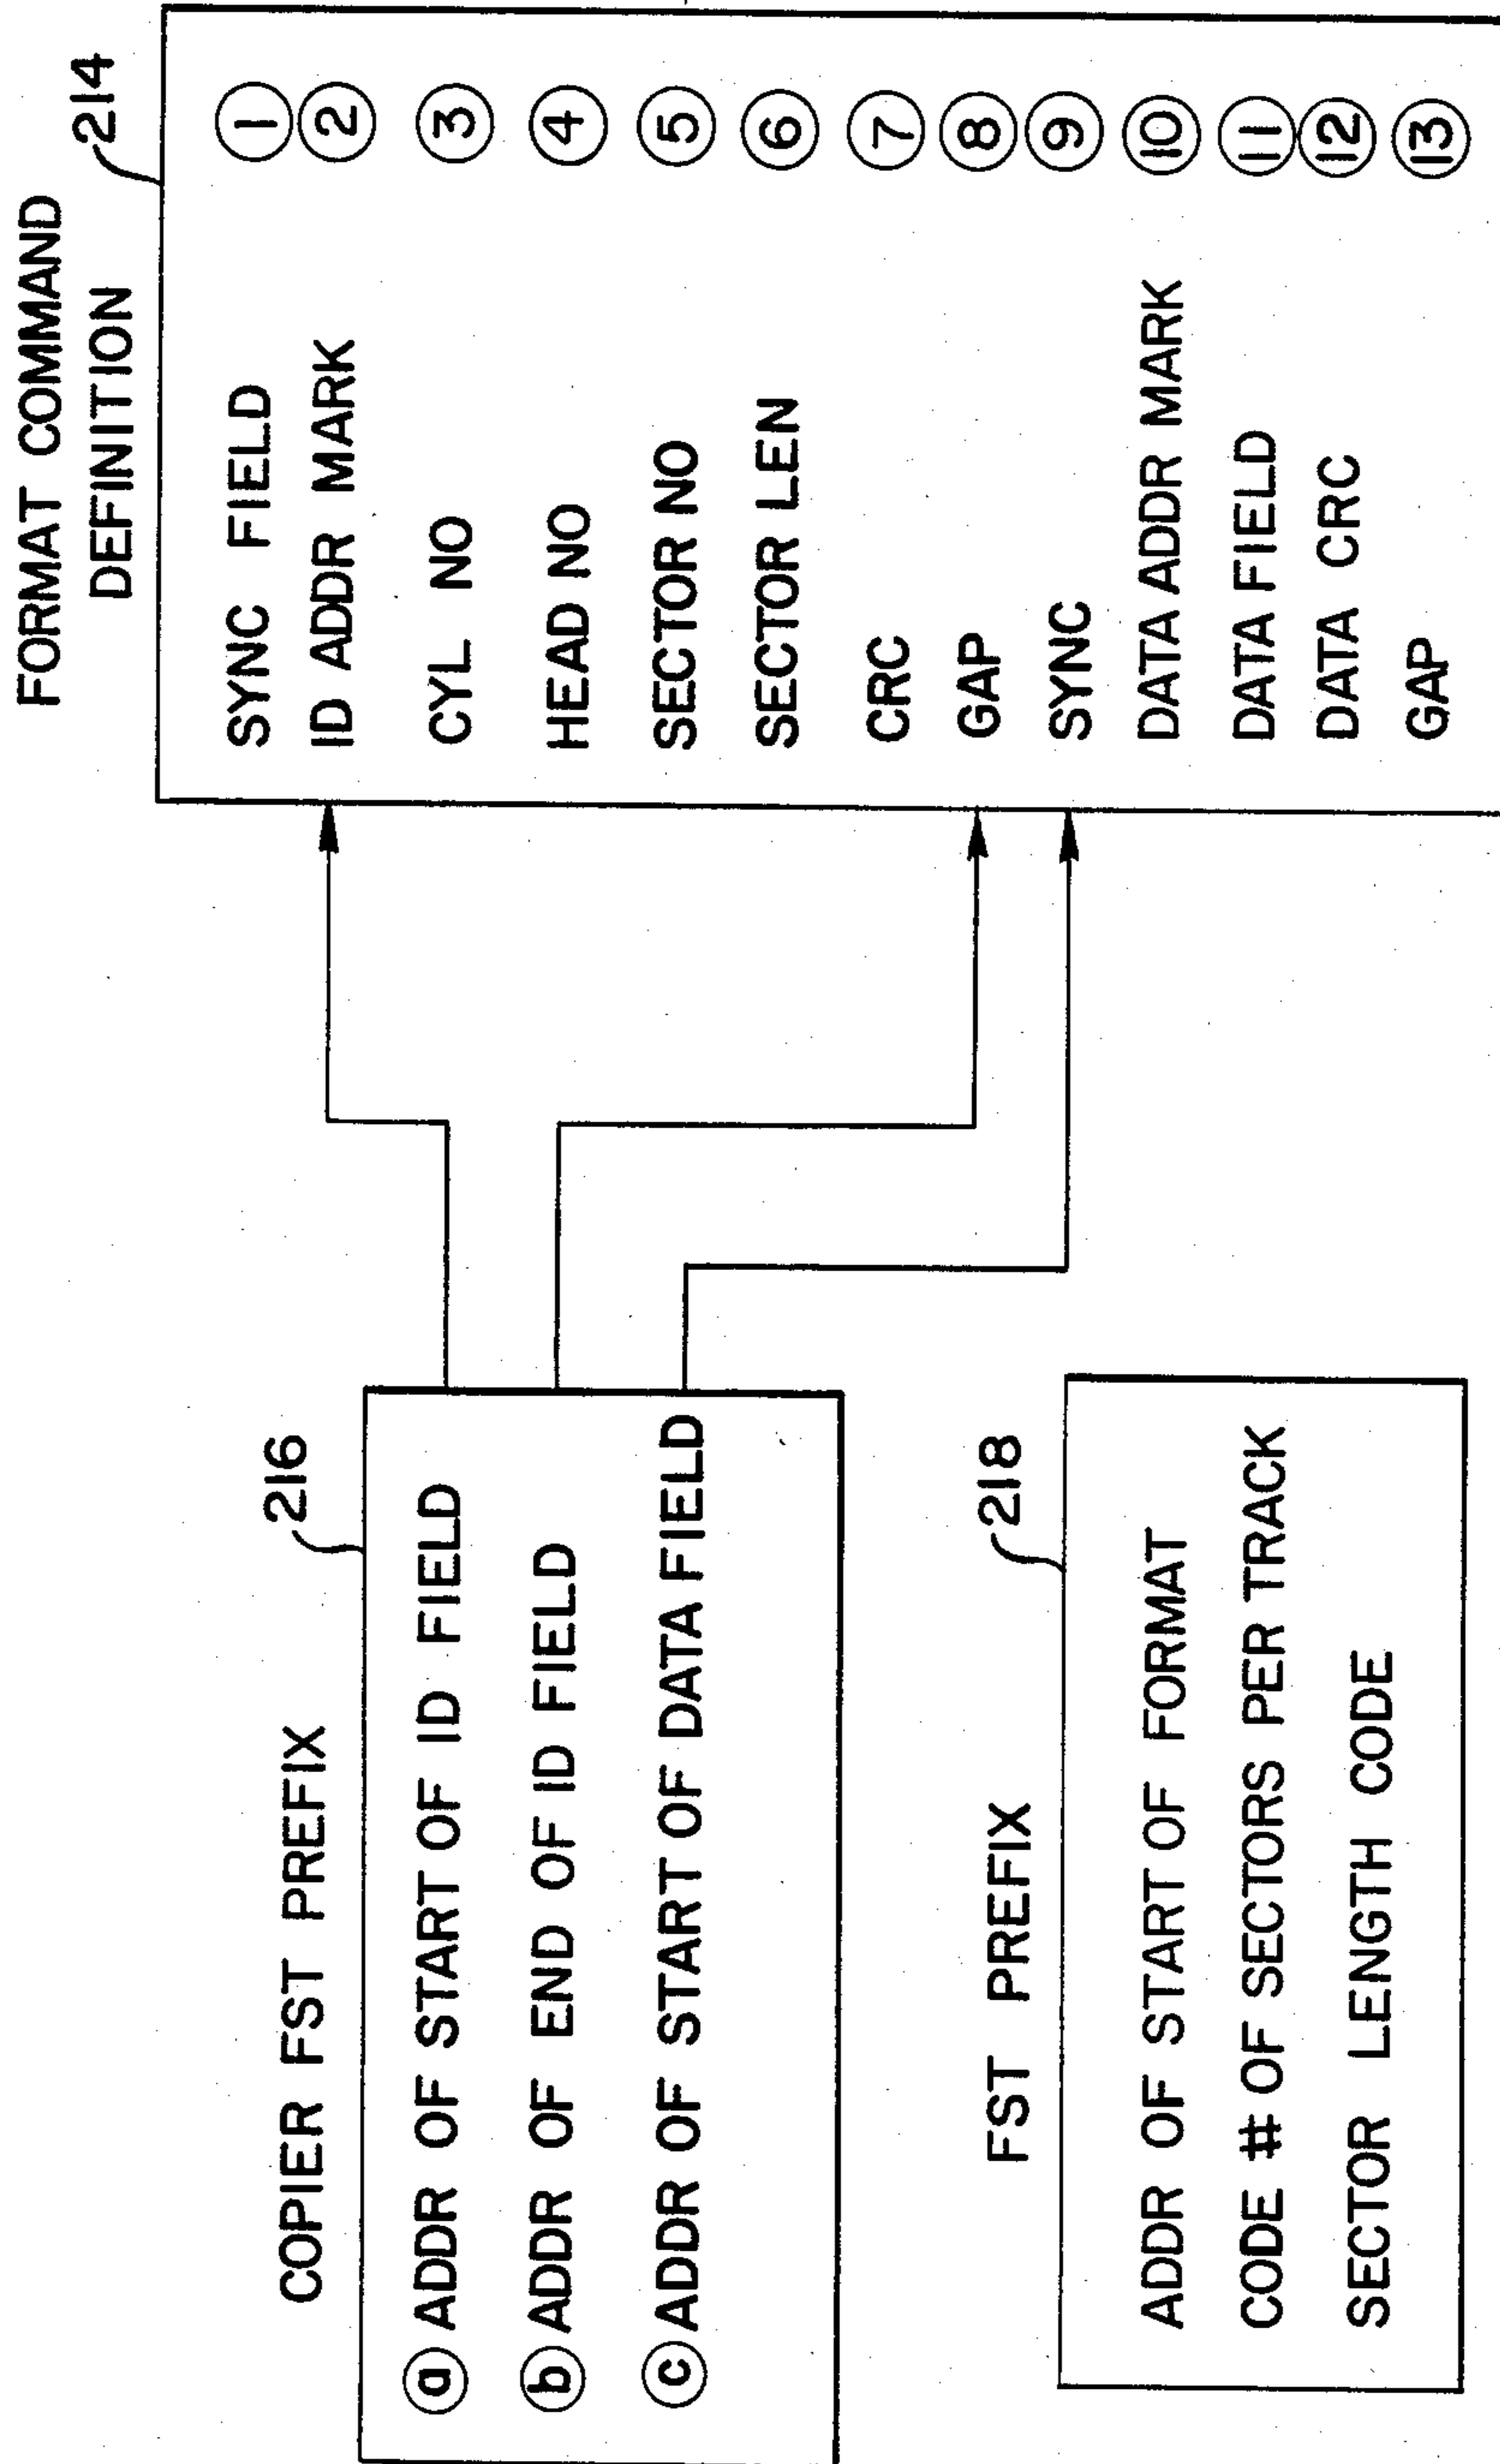 COPIER FST PREFIX
216
ⓐ ADDR OF START OF ID FIELD
ⓑ ADDR OF END OF ID FIELD
ⓒ ADDR OF START OF DATA FIELD
FST PREFIX
218
ADDR OF START OF FORMAT
CODE # OF SECTORS PER TRACK
SECTOR LENGTH CODE
FORMAT COMMAND
DEFINITION
214
SYNC FIELD ①
ID ADDR MARK ②
CYL NO ③
HEAD NO ④
SECTOR NO ⑤
SECTOR LEN ⑥
CRC ⑦
GAP ⑧
SYNC ⑨
DATA ADDR MARK ⑩
DATA FIELD ⑪
DATA CRC ⑫
GAP ⑬